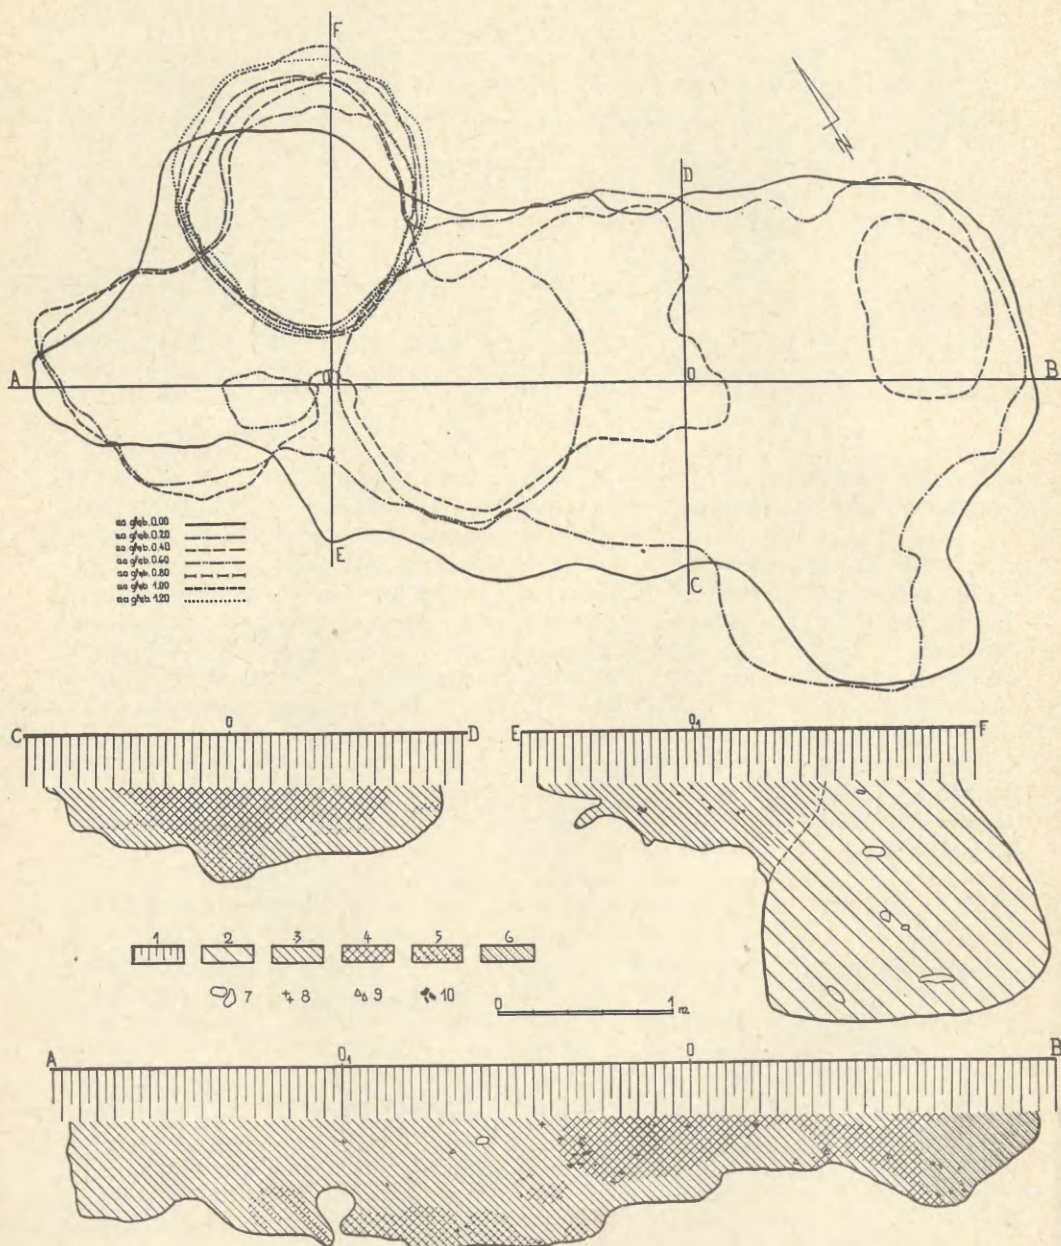 F
D
A
O
O
B
C
E
C
na głęb. 0.00
na głęb. 0.20
na głęb. 0.40
na głęb. 0.60
na głęb. 0.80
na głęb. 1.00
na głęb. 1.20
N
C O D
E O₁ F
1 2 3 4 5 6
7 8 9 10
0 1 m
A O₁ O B